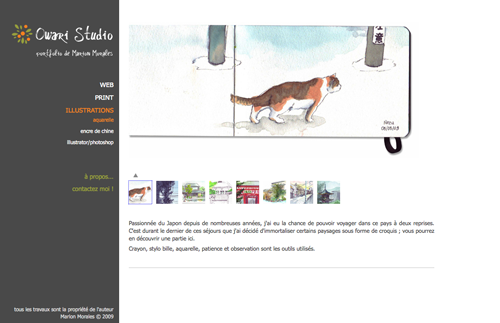 Owari Studio
portfolio de Marion Morales
WEB
PRINT
ILLUSTRATIONS
aquarelle
encre de chine
illustrator/photoshop
à propos...
contactez moi !
Passionnée du Japon depuis de nombreuses années, j'ai eu la chance de pouvoir voyager dans ce pays à deux reprises.
C'est durant le dernier de ces séjours que j'ai décidé d'immortaliser certains paysages sous forme de croquis ; vous pourrez
en découvrir une partie ici.
Crayon, stylo bille, aquarelle, patience et observation sont les outils utilisés.
tous les travaux sont la propriété de l'auteur
Marion Morales © 2009